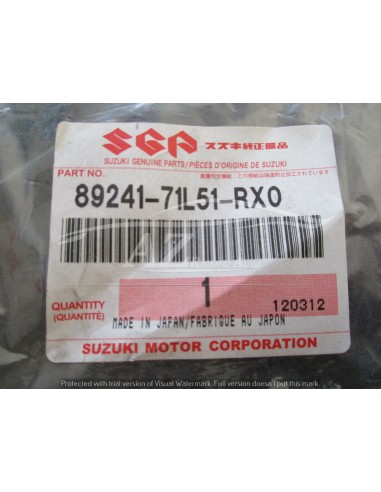 SGP スズキ純正部品
SUZUKI GENUINE PARTS/PIÈCES D'ORIGINE DE SUZUKI
PART NO.
89241-71L51-RX0
QUANTITY
(QUANTITÉ)
1
120312
MADE IN JAPAN/FABRIQUE AU JAPON
SUZUKI MOTOR CORPORATION
Protected with trial version of Visual Watermark. Full version doesn't put this mark.